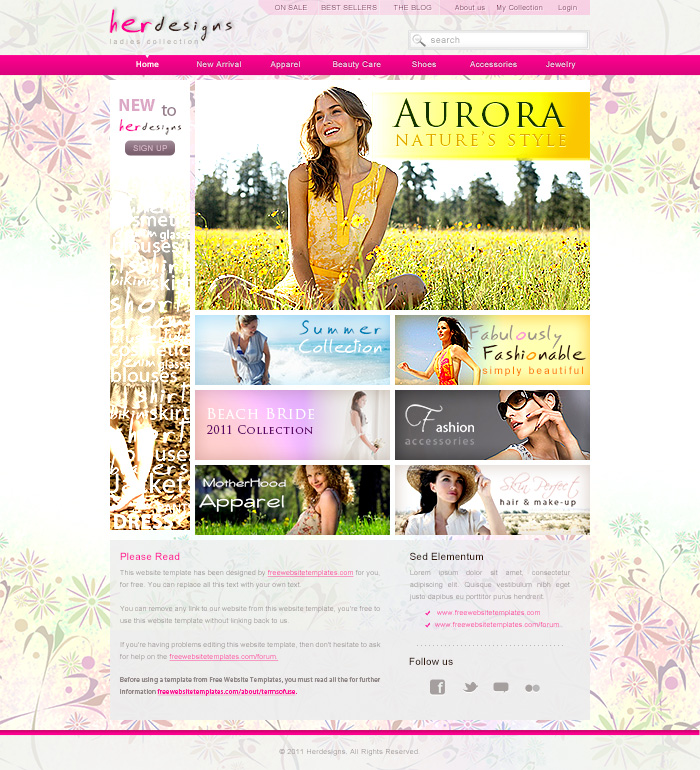 herdesigns
ladies collection
ON SALE BEST SELLERS THE BLOG About us My Collection Login
search
Home New Arrival Apparel Beauty Care Shoes Accessories Jewelry
NEW to
herdesigns
SIGN UP
AURORA
NATURE'S STYLE
blouses
bikini skirt
short
cosmetic
denim glass
blouses
shirt
bikini skirt
short
blouse
DRESS
Summer
Collection
Fabulously
Fashionable
simply beautiful
BEACH BRIDE
2011 COLLECTION
Fashion
accessories
MotherHood
Apparel
Skin Perfect
hair & make-up
Please Read
This website template has been designed by freewebsitetemplates.com for you,
for free. You can replace all this text with your own text.
You can remove any link to our website from this website template, you're free to
use this website template without linking back to us.
If you're having problems editing this website template, then don't hesitate to ask
for help on the freewebsitetemplates.com/forum.
Before using a template from Free Website Templates, you must read all the for further
information freewebsitetemplates.com/about/termsofuse.
Sed Elementum
Lorem ipsum dolor sit amet, consectetur
adipiscing elit. Quisque vestibulum nibh eget
justo dapibus eu porttitor purus hendrerit.
www.freewebsitetemplates.com
www.freewebsitetemplates.com/forum.
Follow us
f
© 2011 Herdesigns. All Rights Reserved.